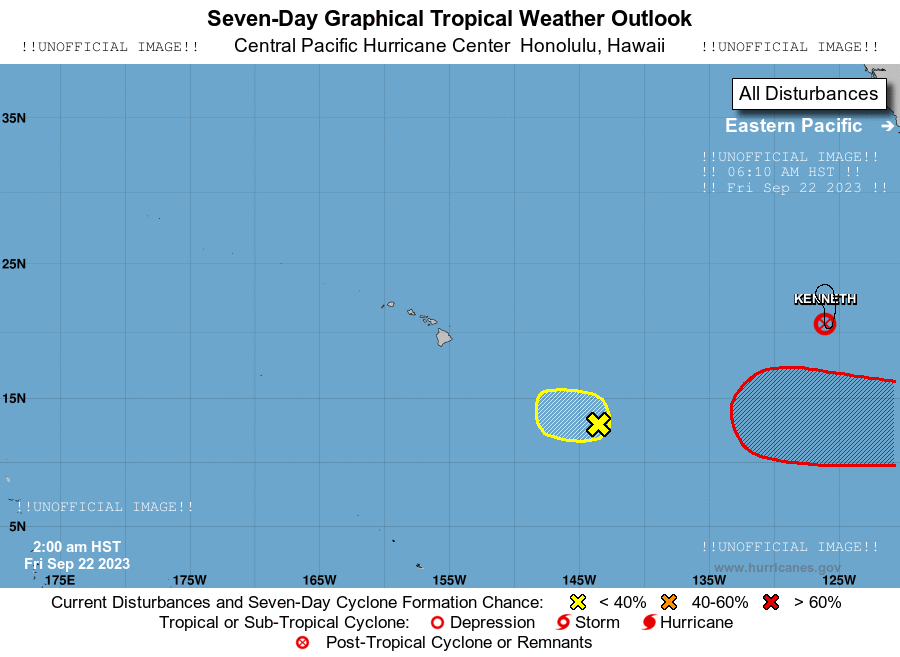 Seven-Day Graphical Tropical Weather Outlook
!!UNOFFICIAL IMAGE!! Central Pacific Hurricane Center Honolulu, Hawaii !!UNOFFICIAL IMAGE!!
All Disturbances
35N
Eastern Pacific
!!UNOFFICIAL IMAGE!!
!! 06:10 AM HST !!
!! Fri Sep 22 2023 !!
25N
KENNETH
15N
!!UNOFFICIAL IMAGE!!
5N
2:00 am HST
Fri Sep 22 2023
!!UNOFFICIAL IMAGE!!
www.hurricanes.gov
175E 175W 165W 155W 145W 135W 125W
Current Disturbances and Seven-Day Cyclone Formation Chance: < 40% 40-60% > 60%
Tropical or Sub-Tropical Cyclone: Depression Storm Hurricane
Post-Tropical Cyclone or Remnants